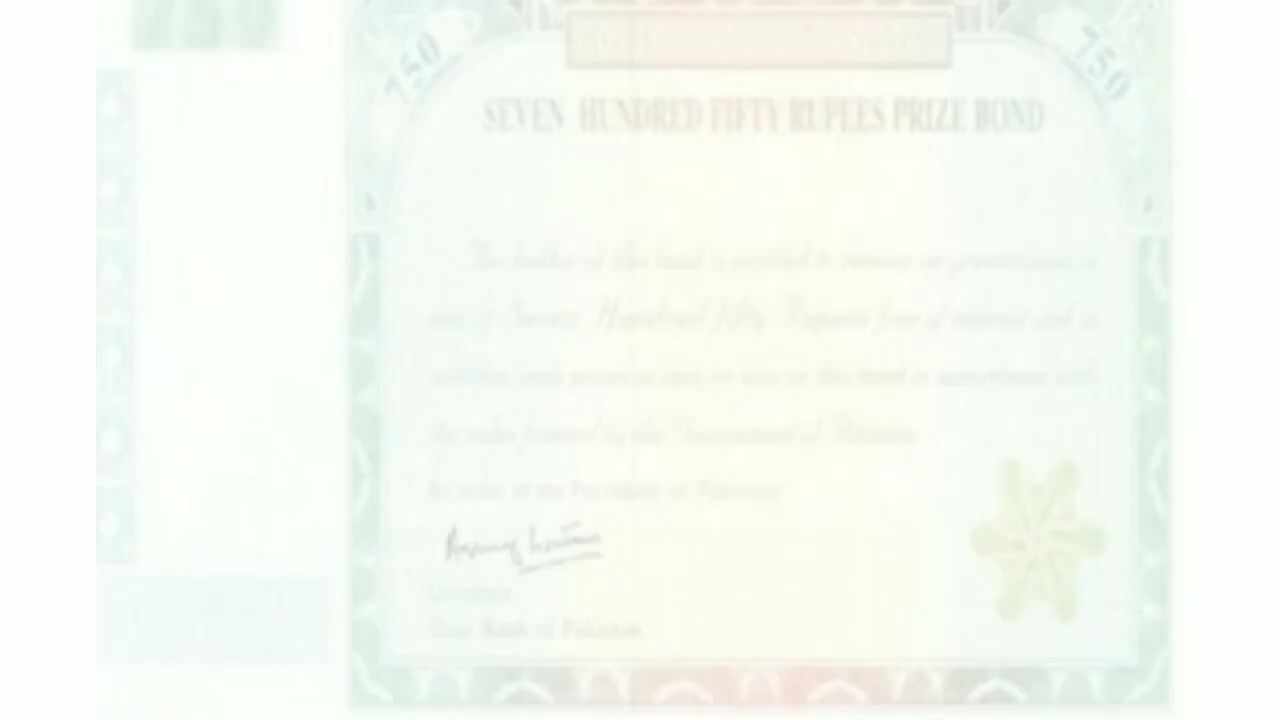 750
750
SEVEN HUNDRED FIFTY RUPEES PRIZE BOND
The holder of this bond is entitled to receive on presentation a
sum of Seven Hundred fifty Rupees free of interest and in
addition, such prizes as may be won on this bond in accordance with
the rules framed by the Government of Pakistan.
By order of the President of Pakistan
Governor
State Bank of Pakistan